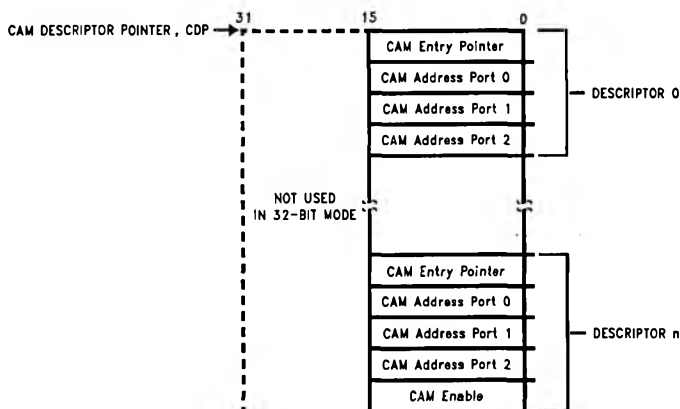 31 15 0
CAM DESCRIPTOR POINTER, CDP
CAM Entry Pointer
CAM Address Port 0
CAM Address Port 1
CAM Address Port 2
DESCRIPTOR 0
NOT USED
IN 32-BIT MODE
CAM Entry Pointer
CAM Address Port 0
CAM Address Port 1
CAM Address Port 2
CAM Enable
DESCRIPTOR n